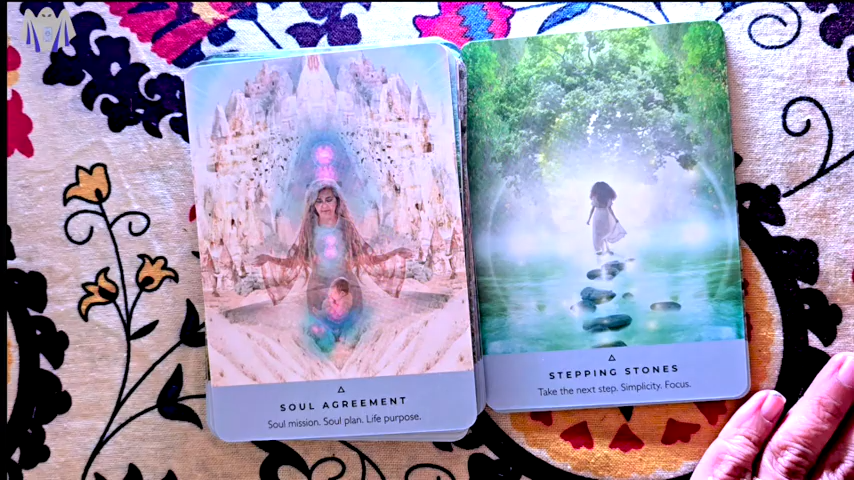 SOUL AGREEMENT
Soul mission. Soul plan. Life purpose.
STEPPING STONES
Take the next step. Simplicity. Focus.